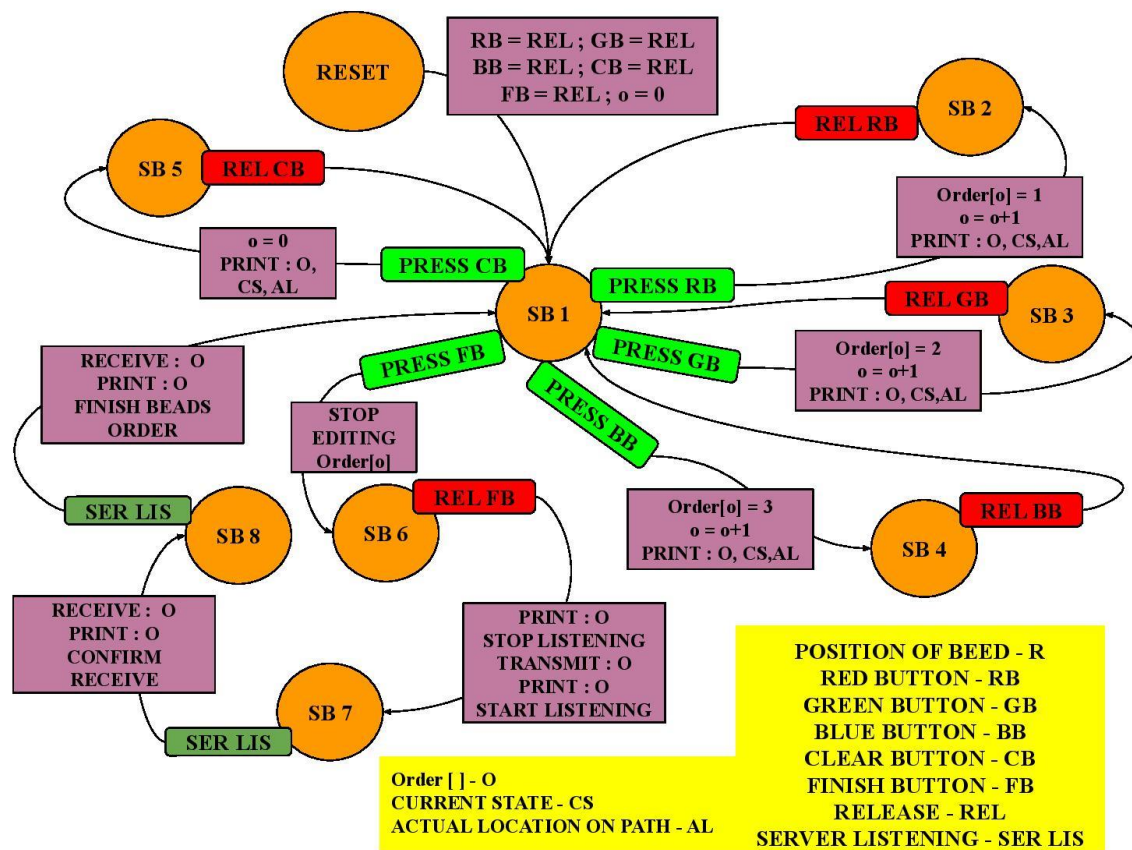 RESET
RB = REL ; GB = REL
BB = REL ; CB = REL
FB = REL ; o = 0
SB 2
REL RB
SB 5
REL CB
Order[o] = 1
o = o+1
PRINT : O, CS,AL
o = 0
PRINT : O,
CS, AL
PRESS CB
PRESS RB
SB 1
REL GB
SB 3
PRESS FB
PRESS GB
Order[o] = 2
o = o+1
PRINT : O, CS,AL
RECEIVE : O
PRINT : O
FINISH BEADS
ORDER
STOP
EDITING
Order[o]
PRESS BB
SER LIS
SB 8
SB 6
REL FB
Order[o] = 3
o = o+1
PRINT : O, CS,AL
SB 4
REL BB
RECEIVE : O
PRINT : O
CONFIRM
RECEIVE
PRINT : O
STOP LISTENING
TRANSMIT : O
PRINT : O
START LISTENING
SER LIS
SB 7
Order [ ] - O
CURRENT STATE - CS
ACTUAL LOCATION ON PATH - AL
POSITION OF BEED - R
RED BUTTON - RB
GREEN BUTTON - GB
BLUE BUTTON - BB
CLEAR BUTTON - CB
FINISH BUTTON - FB
RELEASE - REL
SERVER LISTENING - SER LIS